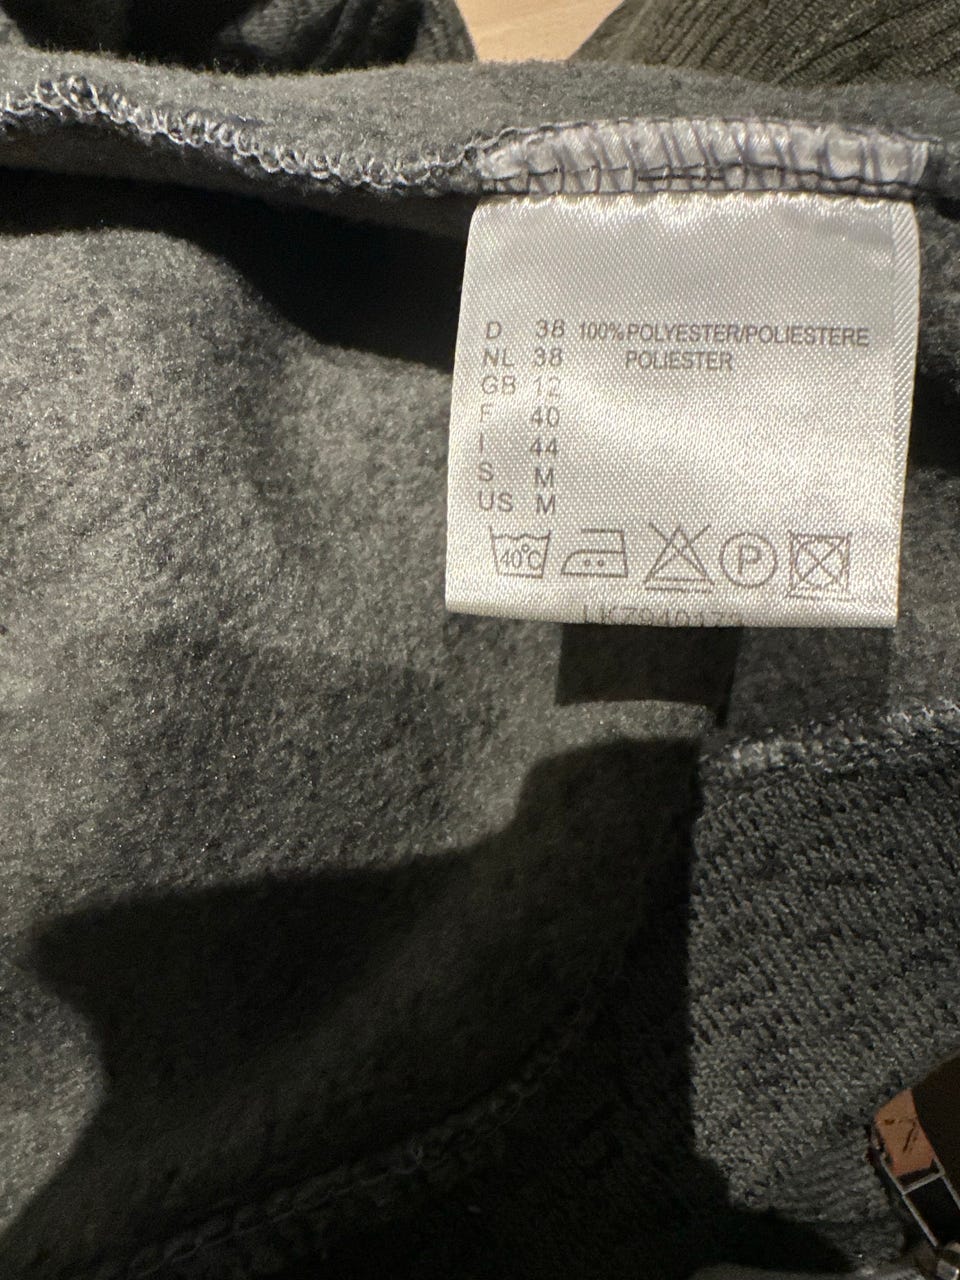 D 38 100%POLYESTER/POLIESTERE
NL 38 POLIESTER
GB 12
F 40
I 44
S M
US M
40°C P